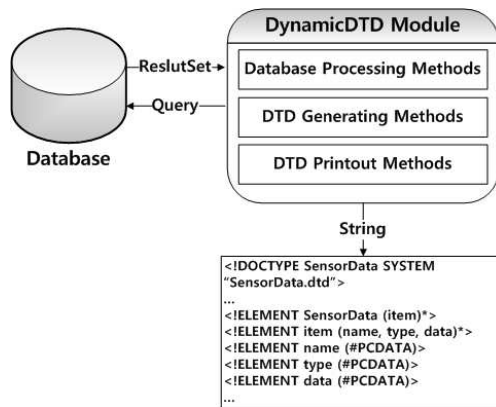 DynamicDTD Module
ReslutSet
Database Processing Methods
Query
DTD Generating Methods
Database
DTD Printout Methods
String
<!DOCTYPE SensorData SYSTEM
"SensorData.dtd">
...
<!ELEMENT SensorData (item)*>
<!ELEMENT item (name, type, data)*>
<!ELEMENT name (#PCDATA)>
<!ELEMENT type (#PCDATA)>
<!ELEMENT data (#PCDATA)>
...